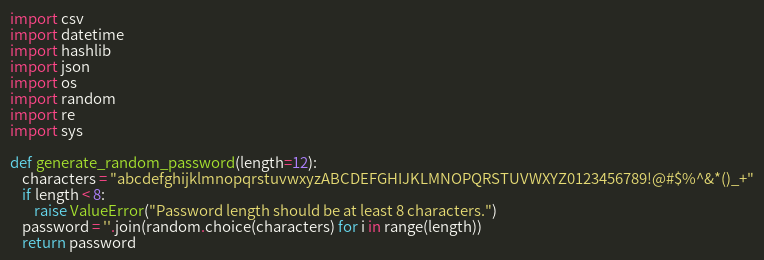 import csv
import datetime
import hashlib
import json
import os
import random
import re
import sys

def generate_random_password(length=12):
    characters = "abcdefghijklmnopqrstuvwxyzABCDEFGHIJKLMNOPQRSTUVWXYZ0123456789!@#$%^&*()_+"
    if length < 8:
        raise ValueError("Password length should be at least 8 characters.")
    password = ''.join(random.choice(characters) for i in range(length))
    return password